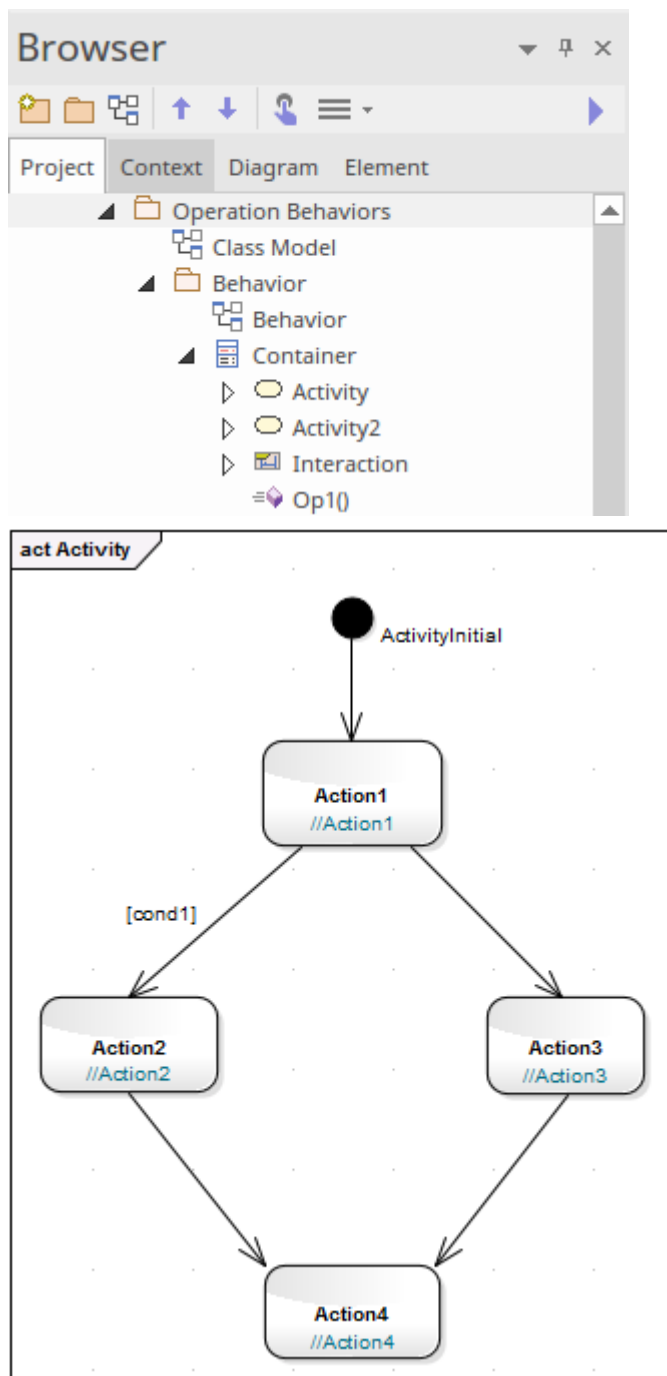 Browser
Project Context Diagram Element
Operation Behaviors
Class Model
Behavior
Behavior
Container
Activity
Activity2
Interaction
Op1()
act Activity
ActivityInitial
Action1
//Action1
[cond1]
Action2
//Action2
Action3
//Action3
Action4
//Action4